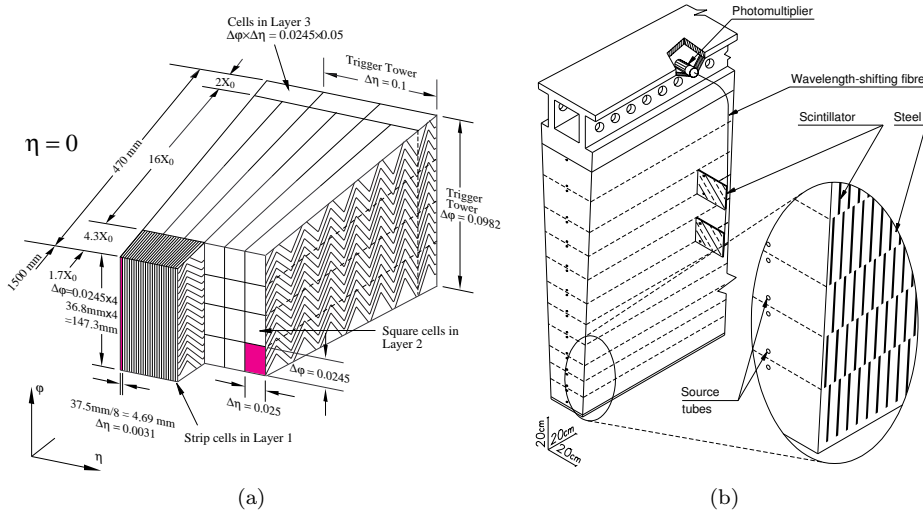 Cells in Layer 3
Δφ×Δη = 0.0245×0.05
Trigger Tower
Δη = 0.1
2X₀
η = 0
470 mm
16X₀
Trigger
Tower
Δφ = 0.0982
4.3X₀
1500 mm
1.7X₀
Δφ=0.0245x4
36.8mmx4
=147.3mm
Square cells in
Layer 2
Δφ = 0.0245
Δη = 0.025
37.5mm/8 = 4.69 mm
Δη = 0.0031
Strip cells in Layer 1
φ
η
(a)
Photomultiplier
Wavelength-shifting fibre
Scintillator
Steel
Source
tubes
20cm
20cm
20cm
(b)